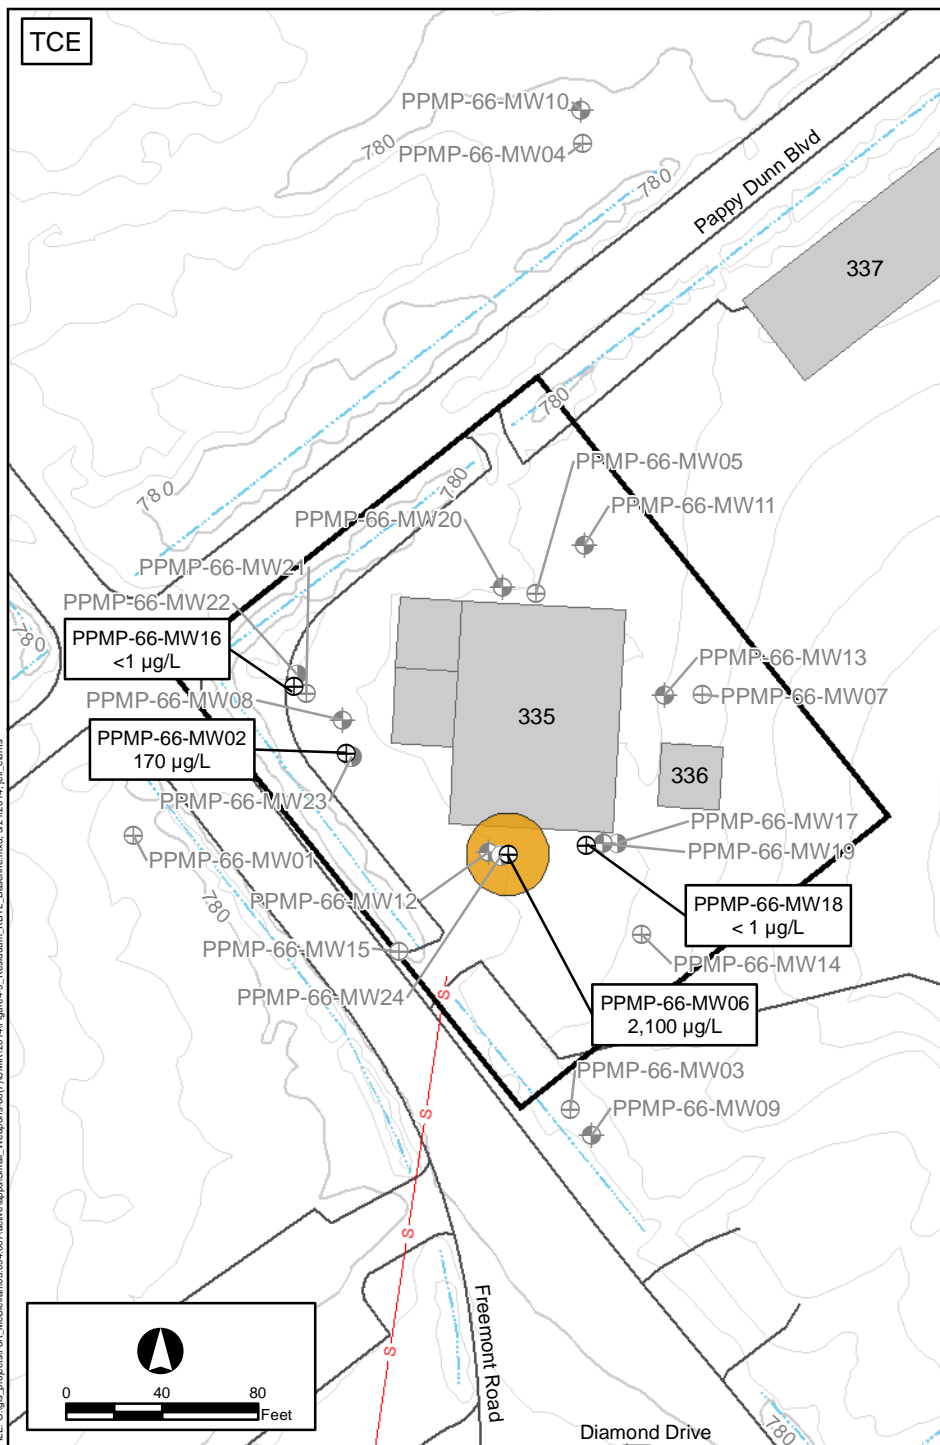 TCE
PPMP-66-MW10
780
PPMP-66-MW04
780
Pappy Dunn Blvd
337
780
780
780
PPMP-66-MW05
PPMP-66-MW11
PPMP-66-MW20
PPMP-66-MW21
PPMP-66-MW22
780
PPMP-66-MW16
<1 µg/L
PPMP-66-MW13
PPMP-66-MW07
PPMP-66-MW08
335
PPMP-66-MW02
170 µg/L
336
PPMP-66-MW23
PPMP-66-MW17
PPMP-66-MW19
PPMP-66-MW01
PPMP-66-MW12
780
PPMP-66-MW18
< 1 µg/L
PPMP-66-MW15
PPMP-66-MW14
PPMP-66-MW24
S
PPMP-66-MW06
2,100 µg/L
PPMP-66-MW03
S
PPMP-66-MW09
S
Freemont Road
S
0 40 80
Feet
Diamond Drive
780